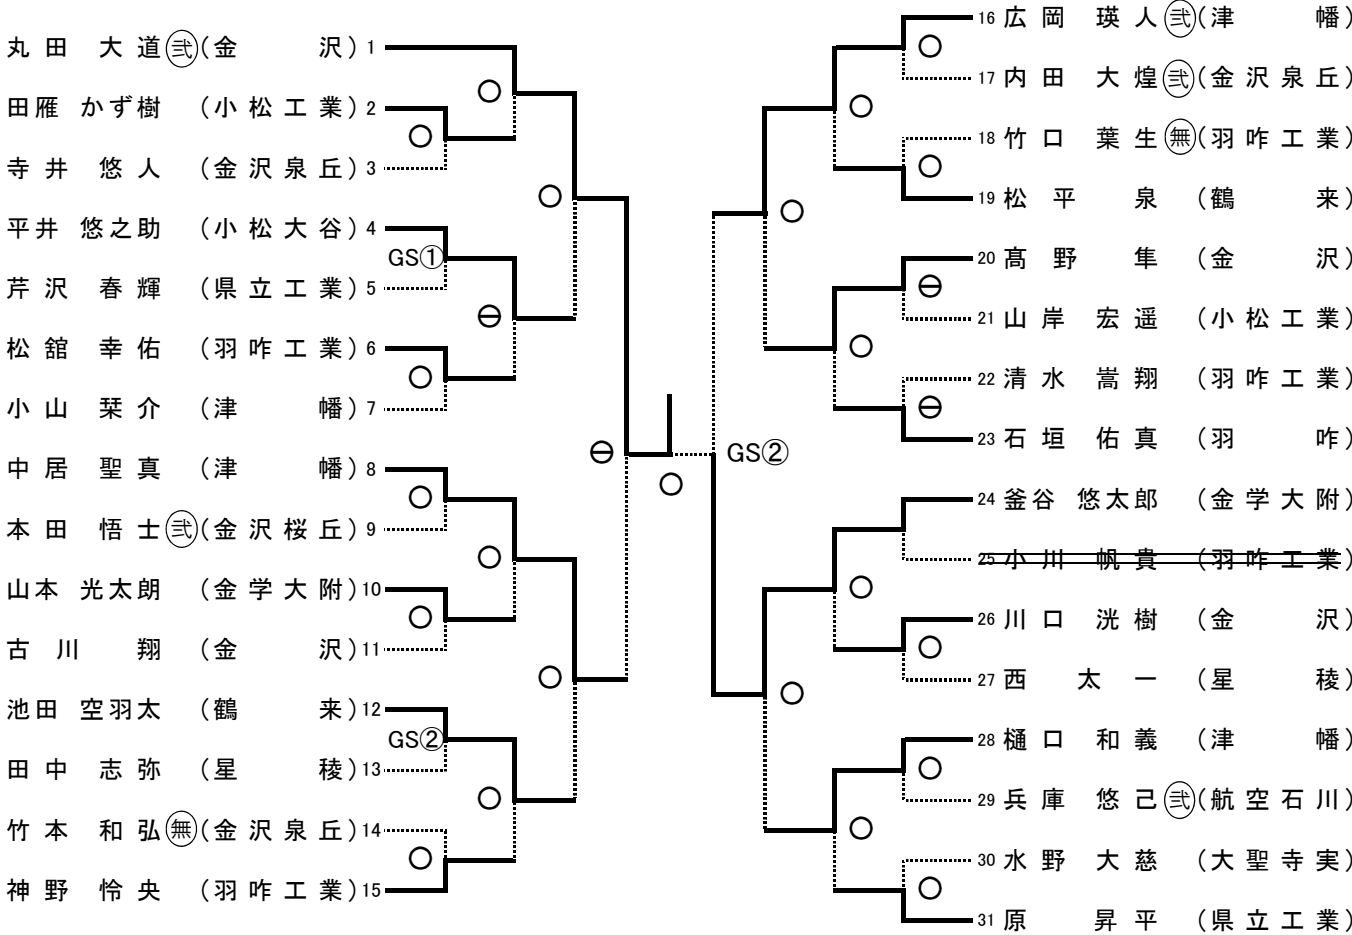 丸田 大道 弐 (金沢) 1
田雁 かず樹 (小松工業) 2
寺井 悠人 (金沢泉丘) 3
平井 悠之助 (小松大谷) 4
GS①
芹沢 春輝 (県立工業) 5
松舘 幸佑 (羽咋工業) 6
小山 栞介 (津幡) 7
中居 聖真 (津幡) 8
本田 悟士 弐 (金沢桜丘) 9
山本 光太朗 (金学大附) 10
古川 翔 (金沢) 11
池田 空羽太 (鶴来) 12
GS②
田中 志弥 (星稜) 13
竹本 和弘 無 (金沢泉丘) 14
神野 怜央 (羽咋工業) 15
GS②
16 広岡 瑛人 弐 (津幡)
17 内田 大煌 弐 (金沢泉丘)
18 竹口 葉生 無 (羽咋工業)
19 松平 泉 (鶴来)
20 髙野 隼 (金沢)
21 山岸 宏遥 (小松工業)
22 清水 嵩翔 (羽咋工業)
23 石垣 佑真 (羽咋)
24 釜谷 悠太郎 (金学大附)
25 小川 帆貴 (羽咋工業)
26 川口 洸樹 (金沢)
27 西 太一 (星稜)
28 樋口 和義 (津幡)
29 兵庫 悠己 弐 (航空石川)
30 水野 大慈 (大聖寺実)
31 原 昇平 (県立工業)